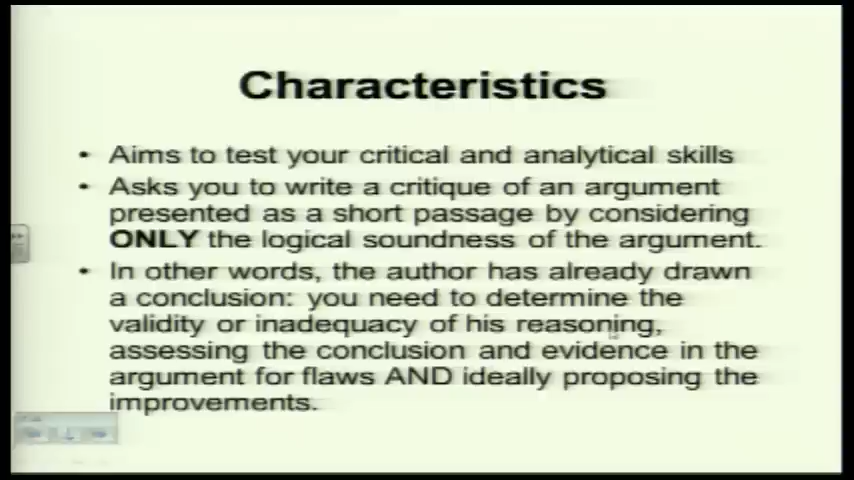 Characteristics
• Aims to test your critical and analytical skills
• Asks you to write a critique of an argument
presented as a short passage by considering
ONLY the logical soundness of the argument.
• In other words, the author has already drawn
a conclusion: you need to determine the
validity or inadequacy of his reasoning,
assessing the conclusion and evidence in the
argument for flaws AND ideally proposing the
improvements.